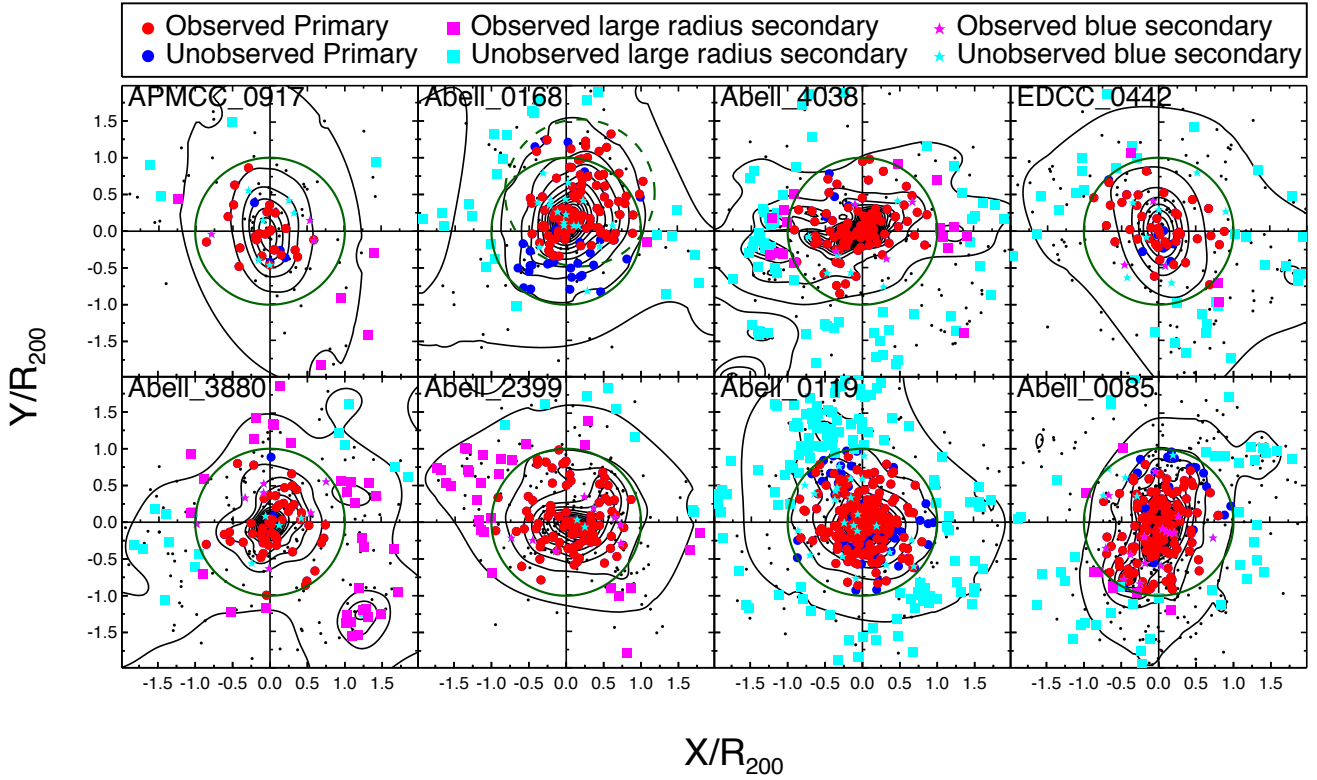 Observed Primary Observed large radius secondary Observed blue secondary
Unobserved Primary Unobserved large radius secondary Unobserved blue secondary
APMCC_0917 Abell_0168 Abell_4038 EDCC_0442
1.5
1.0
0.5
0.0
-0.5
-1.0
-1.5
Abell_3880 Abell_2399 Abell_0119 Abell_0085
1.5
1.0
0.5
0.0
-0.5
-1.0
-1.5
-1.5 -1.0 -0.5 0.0 0.5 1.0 1.5 -1.5 -1.0 -0.5 0.0 0.5 1.0 1.5 -1.5 -1.0 -0.5 0.0 0.5 1.0 1.5 -1.5 -1.0 -0.5 0.0 0.5 1.0 1.5
Y/R200
X/R200